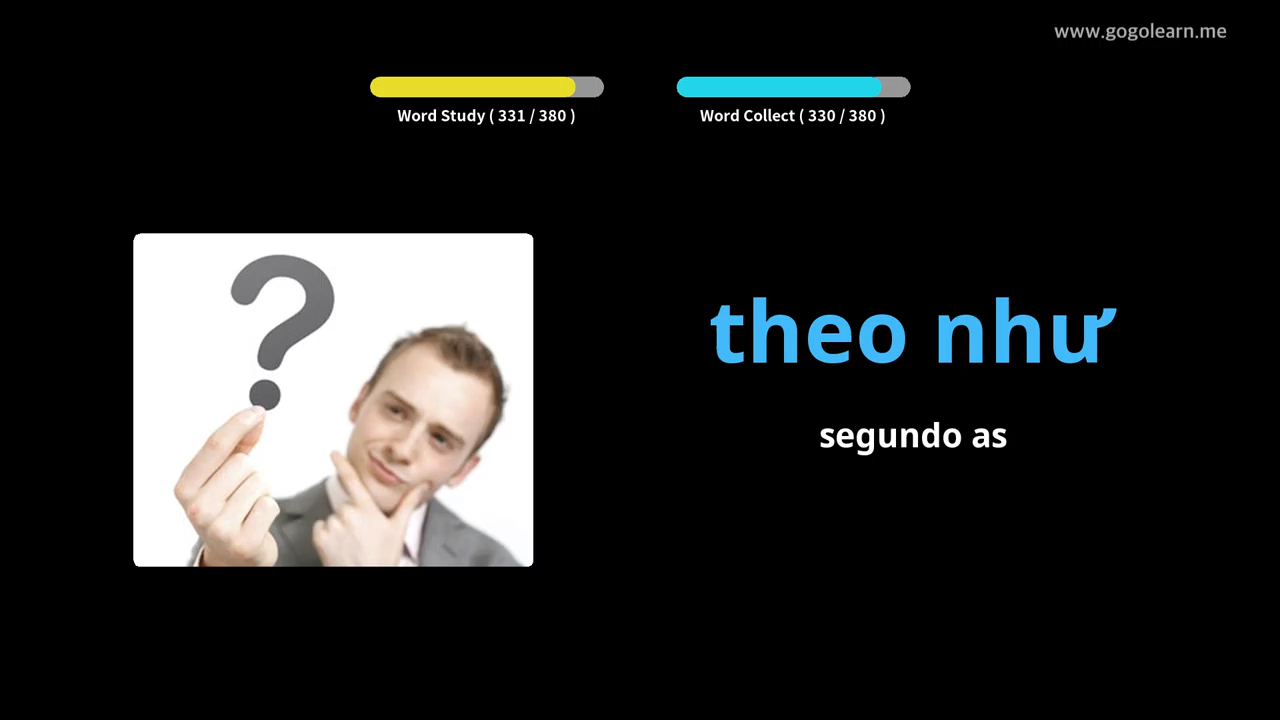 www.gogolearn.me
Word Study ( 331 / 380 )
Word Collect ( 330 / 380 )
?
theo như
segundo as